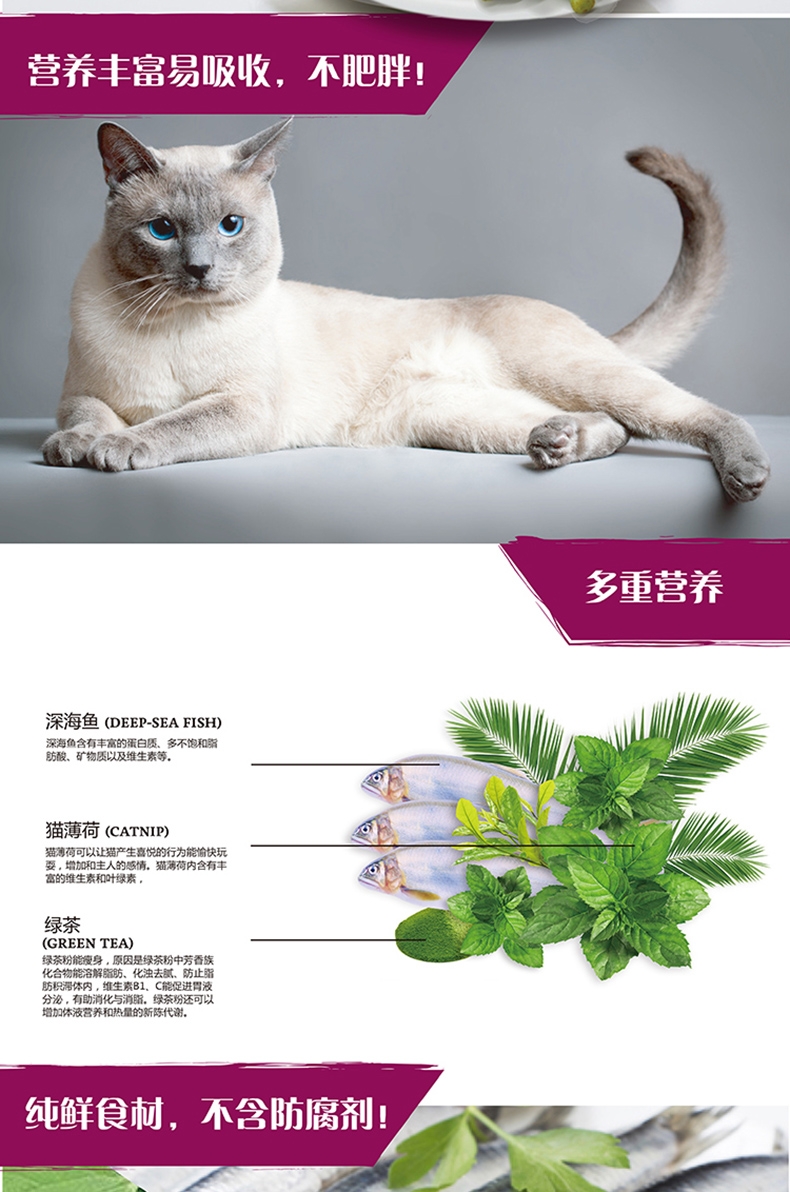 营养丰富易吸收，不肥胖！
多重营养
深海鱼 (DEEP-SEA FISH)
深海鱼含有丰富的蛋白质、多不饱和脂
肪酸、矿物质以及维生素等。
猫薄荷 (CATNIP)
猫薄荷可以让猫产生喜悦的行为能愉快玩
耍，增加和主人的感情。猫薄荷内含有丰
富的维生素和叶绿素，
绿茶
(GREEN TEA)
绿茶粉能瘦身，原因是绿茶粉中芳香族
化合物能溶解脂肪、化浊去腻、防止脂
肪积滞体内，维生素B1、C能促进胃液
分泌，有助消化与消脂。绿茶粉还可以
增加体液营养和热量的新陈代谢。
纯鲜食材，不含防腐剂！